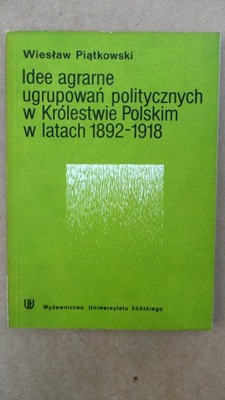 Wiesław Piątkowski
Idee agrarne
ugrupowań politycznych
w Królestwie Polskim
w latach 1892-1918
Wydawnictwo Uniwersytetu Łódzkiego